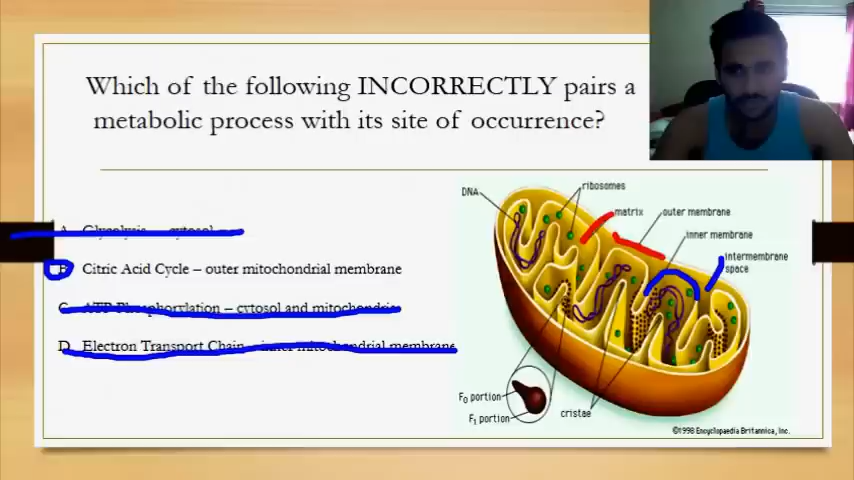 Which of the following INCORRECTLY pairs a
metabolic process with its site of occurrence?
A. Glycolysis – cytosol
B. Citric Acid Cycle – outer mitochondrial membrane
C. ATP Phosphorylation – cytosol and mitochondria
D. Electron Transport Chain – inner mitochondrial membrane
DNA
ribosomes
matrix
outer membrane
inner membrane
intermembrane
space
F0 portion
F1 portion
cristae
©1998 Encyclopaedia Britannica, Inc.